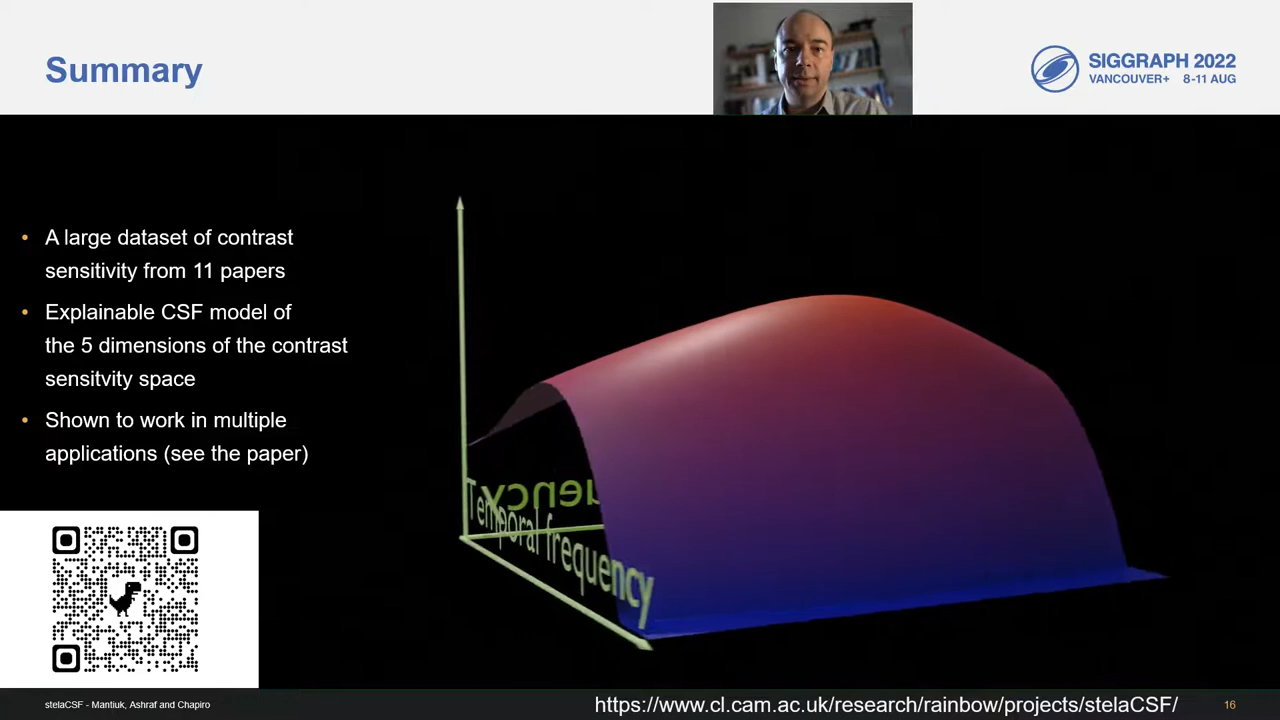 Summary
SIGGRAPH 2022
VANCOUVER+ 8-11 AUG
• A large dataset of contrast
sensitivity from 11 papers
• Explainable CSF model of
the 5 dimensions of the contrast
sensitvity space
• Shown to work in multiple
applications (see the paper)
Temporal frequency
stelaCSF - Mantiuk, Ashraf and Chapiro
https://www.cl.cam.ac.uk/research/rainbow/projects/stelaCSF/
16